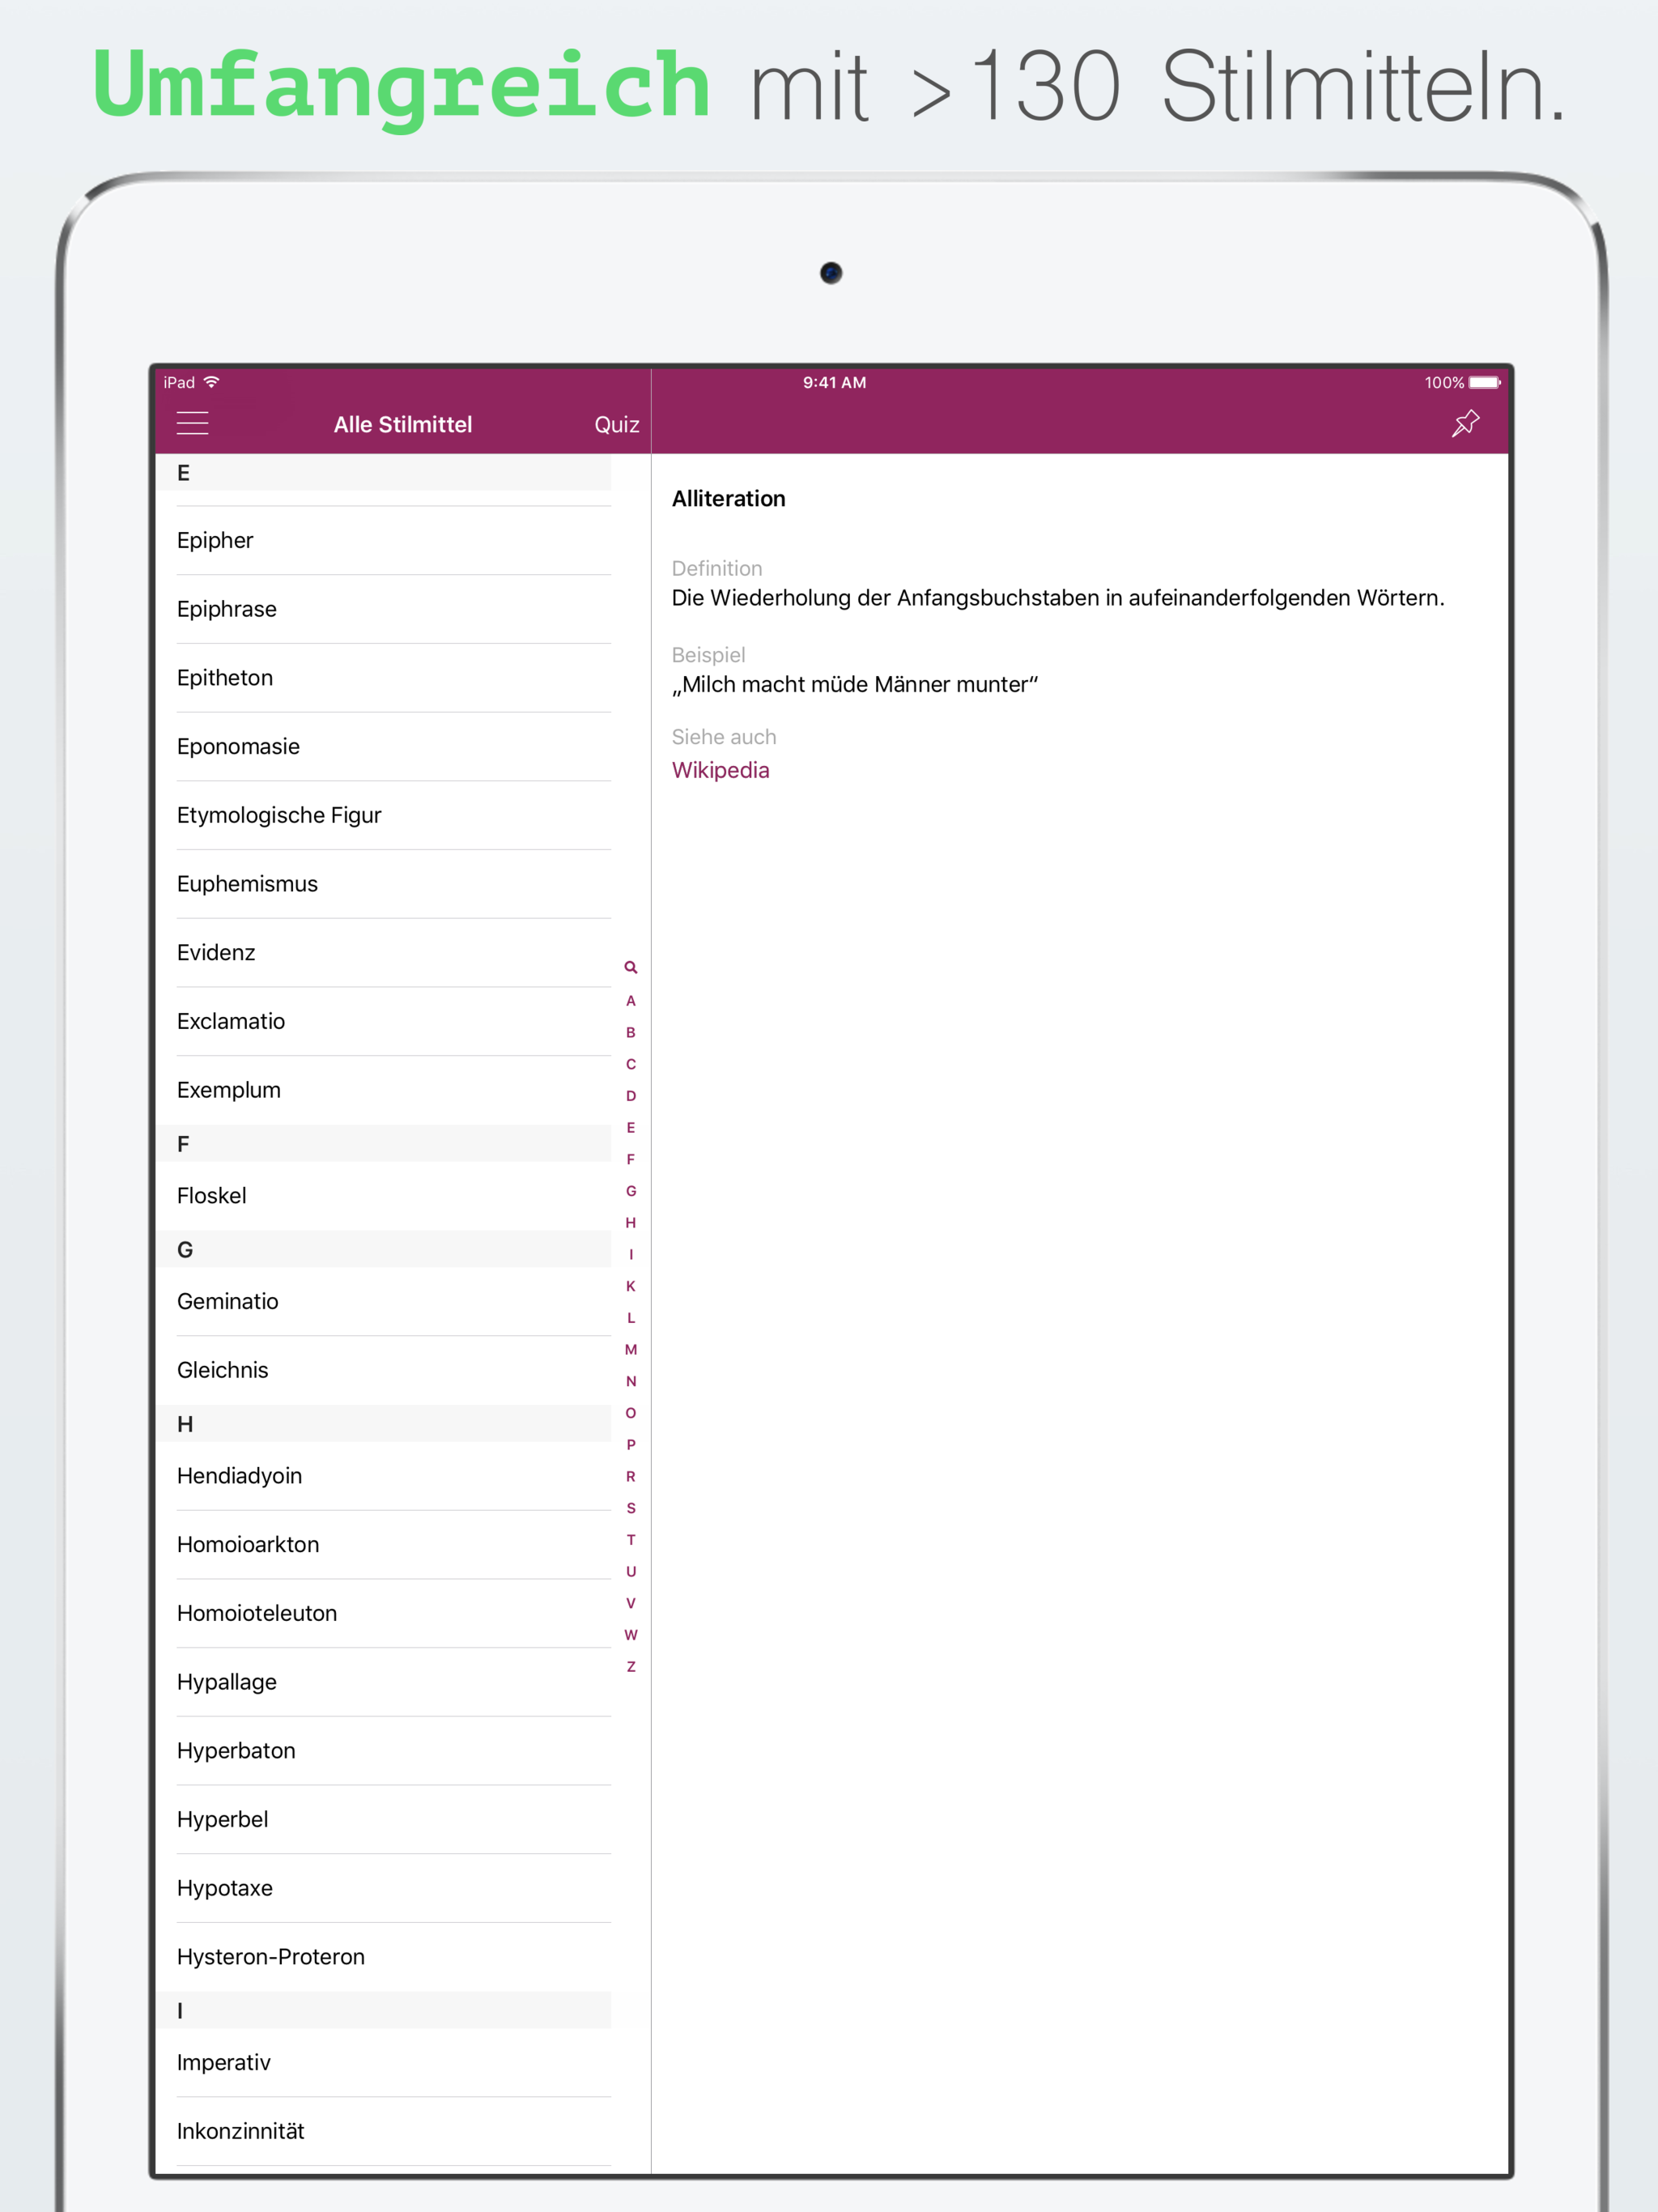 Umfangreich mit >130 Stilmitteln.
iPad 9:41 AM 100%
Alle Stilmittel Quiz
E
Epipher
Epiphrase
Epitheton
Eponomasie
Etymologische Figur
Euphemismus
Evidenz
Exclamatio
Exemplum
F
Floskel
G
Geminatio
Gleichnis
H
Hendiadyoin
Homoioarkton
Homoioteleuton
Hypallage
Hyperbaton
Hyperbel
Hypotaxe
Hysteron-Proteron
I
Imperativ
Inkonzinnität
A
B
C
D
E
F
G
H
I
K
L
M
N
O
P
R
S
T
U
V
W
Z
Alliteration
Definition
Die Wiederholung der Anfangsbuchstaben in aufeinanderfolgenden Wörtern.
Beispiel
„Milch macht müde Männer munter“
Siehe auch
Wikipedia